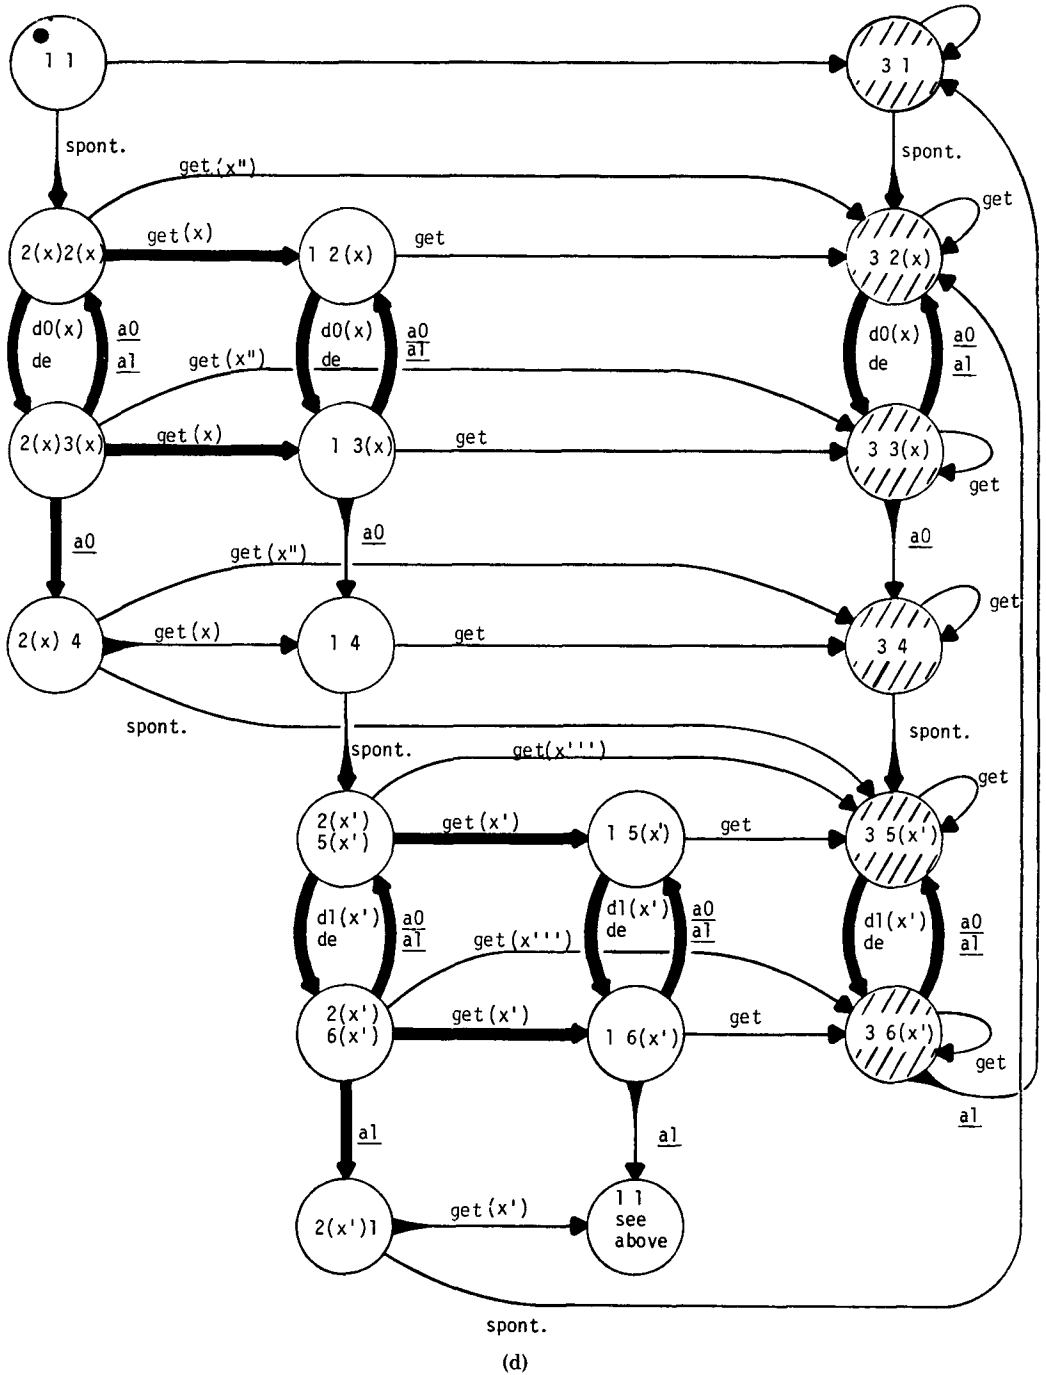 1 1
3 1
spont.
spont.
get(x")
get
get(x)
get
2(x)2(x)
1 2(x)
3 2(x)
d0(x)
a0
d0(x)
a0
d0(x)
a0
de
a1
de
a1
de
a1
get(x")
get(x)
get
2(x)3(x)
1 3(x)
3 3(x)
get
a0
a0
a0
get(x")
get
get(x)
get
2(x) 4
1 4
3 4
spont.
spont.
spont.
get(x''')
get
2(x')
5(x')
get(x')
1 5(x')
get
3 5(x')
d1(x')
a0
d1(x')
a0
d1(x')
a0
de
a1
de
a1
de
a1
get(x''')
2(x')
6(x')
get(x')
1 6(x')
get
3 6(x')
get
a1
a1
a1
get(x')
2(x')1
1 1
see
above
spont.
(d)